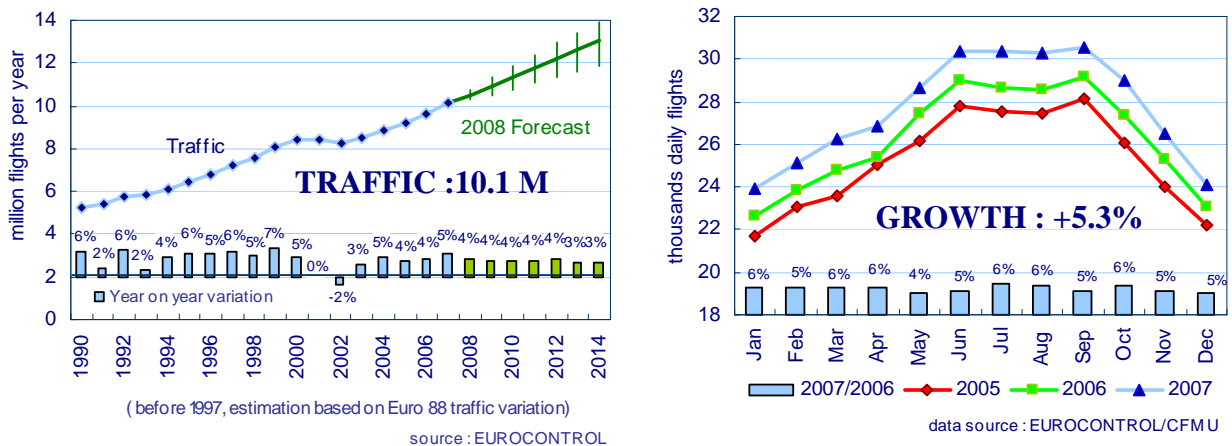 14
12
10
8
6
4
2
0
million flights per year
Traffic
2008 Forecast
TRAFFIC :10.1 M
6% 2% 6% 2% 4% 6% 5% 6% 5% 7% 5% 0% -2% 3% 5% 4% 4% 5% 4% 4% 4% 4% 4% 3% 3%
Year on year variation
1990 1992 1994 1996 1998 2000 2002 2004 2006 2008 2010 2012 2014
( before 1997, estimation based on Euro 88 traffic variation)
source : EUROCONTROL
32
30
28
26
24
22
20
18
thousands daily flights
GROWTH : +5.3%
6% 5% 6% 6% 4% 5% 6% 6% 5% 6% 5% 5%
Jan Feb Mar Apr May Jun Jul Aug Sep Oct Nov Dec
2007/2006 2005 2006 2007
data source : EUROCONTROL/CFMU